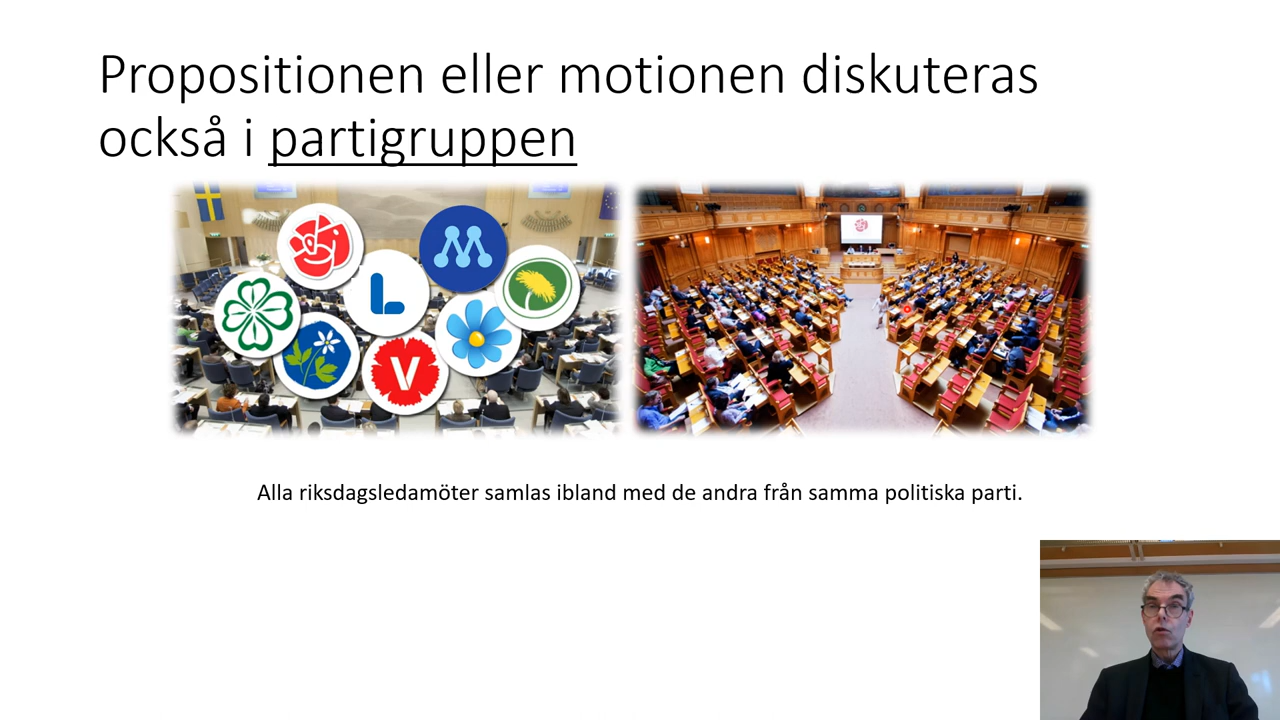 Propositionen eller motionen diskuteras
också i partigruppen
L
V
Alla riksdagsledamöter samlas ibland med de andra från samma politiska parti.